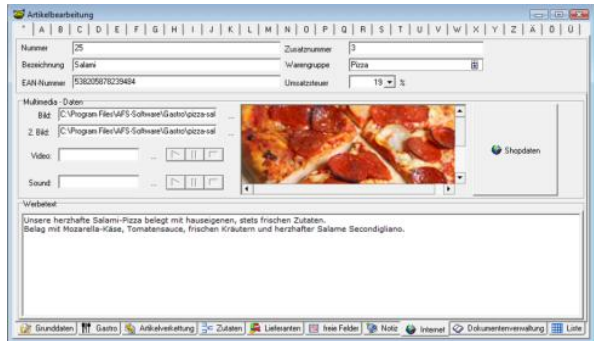 Artikelbearbeitung
* A B C D E F G H I J K L M N O P Q R S T U V W X Y Z Ä Ö Ü
Nummer 25 Zusatznummer 3
Bezeichnung Salami Warengruppe Pizza
EAN-Nummer 538205878239484 Umsatzsteuer 19 %
Multimedia - Daten
Bild: C:\Program Files\AFS-Software\Gastro\pizza-sal ...
2. Bild: C:\Program Files\AFS-Software\Gastro\pizza-sal ...
Video: ...
Shopdaten
Sound: ...
Werbetext
Unsere herzhafte Salami-Pizza belegt mit hauseigenen, stets frischen Zutaten.
Belag mit Mozarella-Käse, Tomatensauce, frischen Kräutern und herzhafter Salame Secondigliano.
Grunddaten Gastro Artikelverkettung Zutaten Lieferanten freie Felder Notiz Internet Dokumentenverwaltung Liste